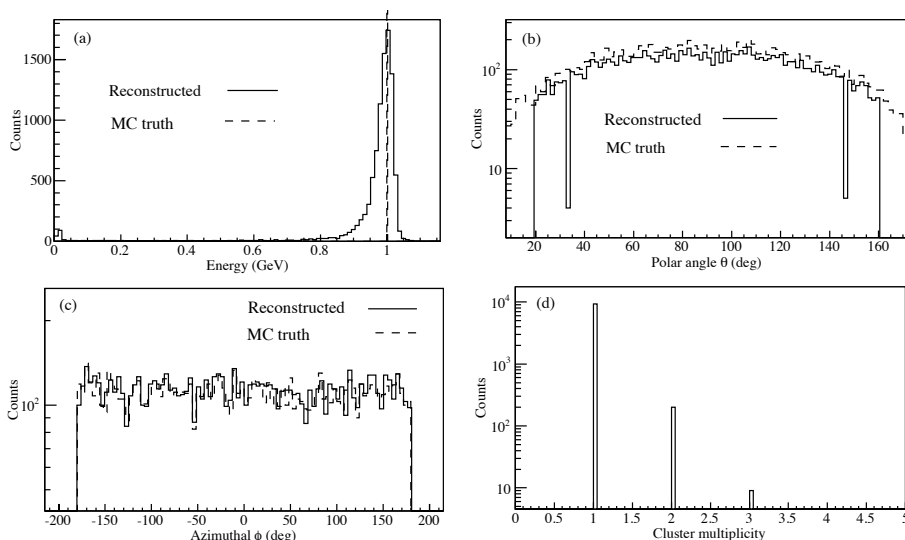 (a)
Reconstructed
MC truth
Counts
1500
1000
500
0
0 0.2 0.4 0.6 0.8 1
Energy (GeV)
(b)
Reconstructed
MC truth
Counts
10²
10
20 40 60 80 100 120 140 160
Polar angle θ (deg)
(c)
Reconstructed
MC truth
Counts
10²
-200 -150 -100 -50 0 50 100 150 200
Azimuthal ϕ (deg)
(d)
Counts
10⁴
10³
10²
10
0 0.5 1 1.5 2 2.5 3 3.5 4 4.5 5
Cluster multiplicity